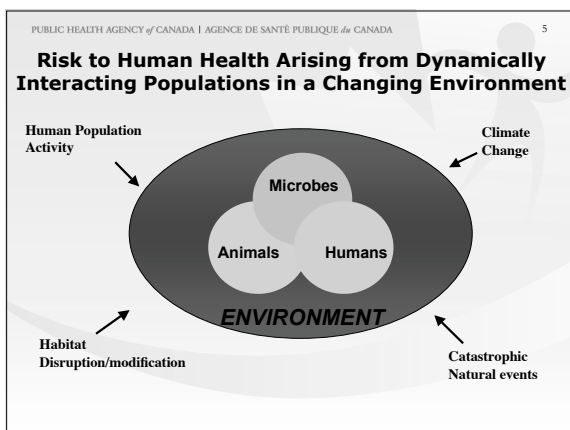 PUBLIC HEALTH AGENCY of CANADA | AGENCE DE SANTÉ PUBLIQUE du CANADA
5
Risk to Human Health Arising from Dynamically
Interacting Populations in a Changing Environment
Human Population
Activity
Climate
Change
Microbes
Animals
Humans
ENVIRONMENT
Habitat
Disruption/modification
Catastrophic
Natural events